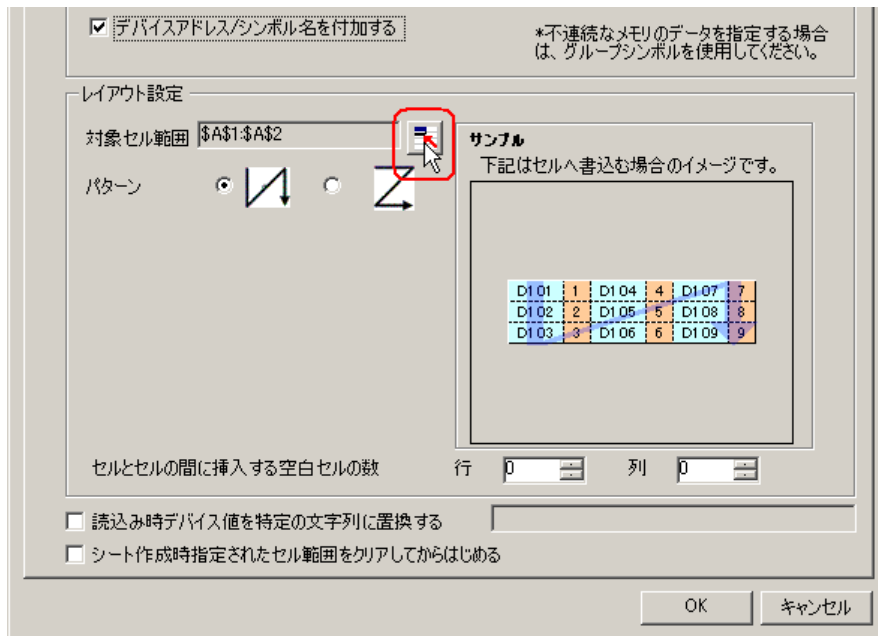 デバイスアドレス/シンボル名を付加する
*不連続なメモリのデータを指定する場合
は、グループシンボルを使用してください。
レイアウト設定
対象セル範囲 $A$1:$A$2
パターン
サンプル
下記はセルへ書込む場合のイメージです。
D101 1 D104 4 D107 7
D102 2 D105 5 D108 8
D103 3 D106 6 D109 9
セルとセルの間に挿入する空白セルの数 行 0 列 0
読込み時デバイス値を特定の文字列に置換する
シート作成時指定されたセル範囲をクリアしてからはじめる
OK キャンセル